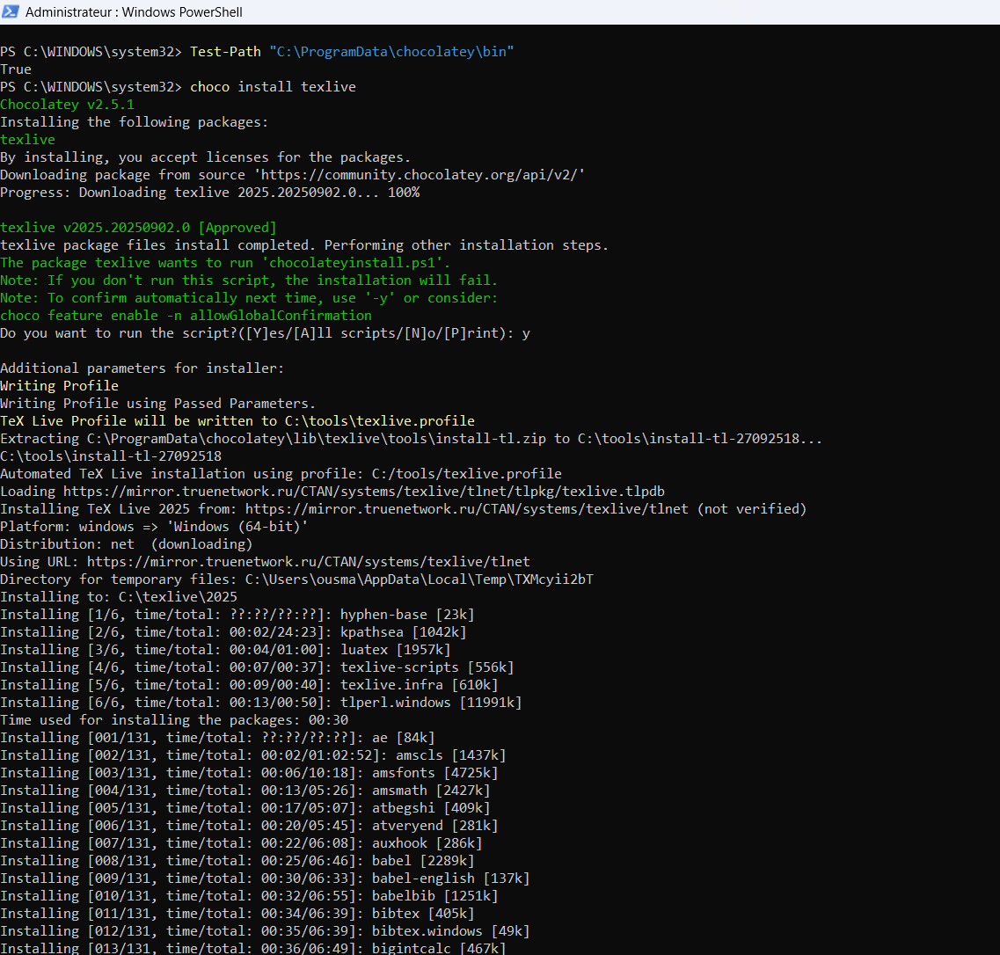 Administrateur : Windows PowerShell
PS C:\WINDOWS\system32> Test-Path "C:\ProgramData\chocolatey\bin"
True
PS C:\WINDOWS\system32> choco install texlive
Chocolatey v2.5.1
Installing the following packages:
texlive
By installing, you accept licenses for the packages.
Downloading package from source 'https://community.chocolatey.org/api/v2/'
Progress: Downloading texlive 2025.20250902.0... 100%

texlive v2025.20250902.0 [Approved]
texlive package files install completed. Performing other installation steps.
The package texlive wants to run 'chocolateyinstall.ps1'.
Note: If you don't run this script, the installation will fail.
Note: To confirm automatically next time, use '-y' or consider:
choco feature enable -n allowGlobalConfirmation
Do you want to run the script?([Y]es/[A]ll scripts/[N]o/[P]rint): y

Additional parameters for installer:
Writing Profile
Writing Profile using Passed Parameters.
TeX Live Profile will be written to C:\tools\texlive.profile
Extracting C:\ProgramData\chocolatey\lib\texlive\tools\install-tl.zip to C:\tools\install-tl-27092518...
C:\tools\install-tl-27092518
Automated TeX Live installation using profile: C:/tools/texlive.profile
Loading https://mirror.truenetwork.ru/CTAN/systems/texlive/tlnet/tlpkg/texlive.tlpdb
Installing TeX Live 2025 from: https://mirror.truenetwork.ru/CTAN/systems/texlive/tlnet (not verified)
Platform: windows => 'Windows (64-bit)'
Distribution: net  (downloading)
Using URL: https://mirror.truenetwork.ru/CTAN/systems/texlive/tlnet
Directory for temporary files: C:\Users\ousma\AppData\Local\Temp\TXMcyii2bT
Installing to: C:\texlive\2025
Installing [1/6, time/total: ??:??/??:??]: hyphen-base [23k]
Installing [2/6, time/total: 00:02/24:23]: kpathsea [1042k]
Installing [3/6, time/total: 00:04/01:00]: luatex [1957k]
Installing [4/6, time/total: 00:07/00:37]: texlive-scripts [556k]
Installing [5/6, time/total: 00:09/00:40]: texlive.infra [610k]
Installing [6/6, time/total: 00:13/00:50]: tlperl.windows [11991k]
Time used for installing the packages: 00:30
Installing [001/131, time/total: ??:??/??:??]: ae [84k]
Installing [002/131, time/total: 00:02/01:02:52]: amscls [1437k]
Installing [003/131, time/total: 00:06/10:18]: amsfonts [4725k]
Installing [004/131, time/total: 00:13/05:26]: amsmath [2427k]
Installing [005/131, time/total: 00:17/05:07]: atbegshi [409k]
Installing [006/131, time/total: 00:20/05:45]: atveryend [281k]
Installing [007/131, time/total: 00:22/06:08]: auxhook [286k]
Installing [008/131, time/total: 00:25/06:46]: babel [2289k]
Installing [009/131, time/total: 00:30/06:33]: babel-english [137k]
Installing [010/131, time/total: 00:32/06:55]: babelbib [1251k]
Installing [011/131, time/total: 00:34/06:39]: bibtex [405k]
Installing [012/131, time/total: 00:35/06:39]: bibtex.windows [49k]
Installing [013/131, time/total: 00:36/06:49]: bigintcalc [467k]